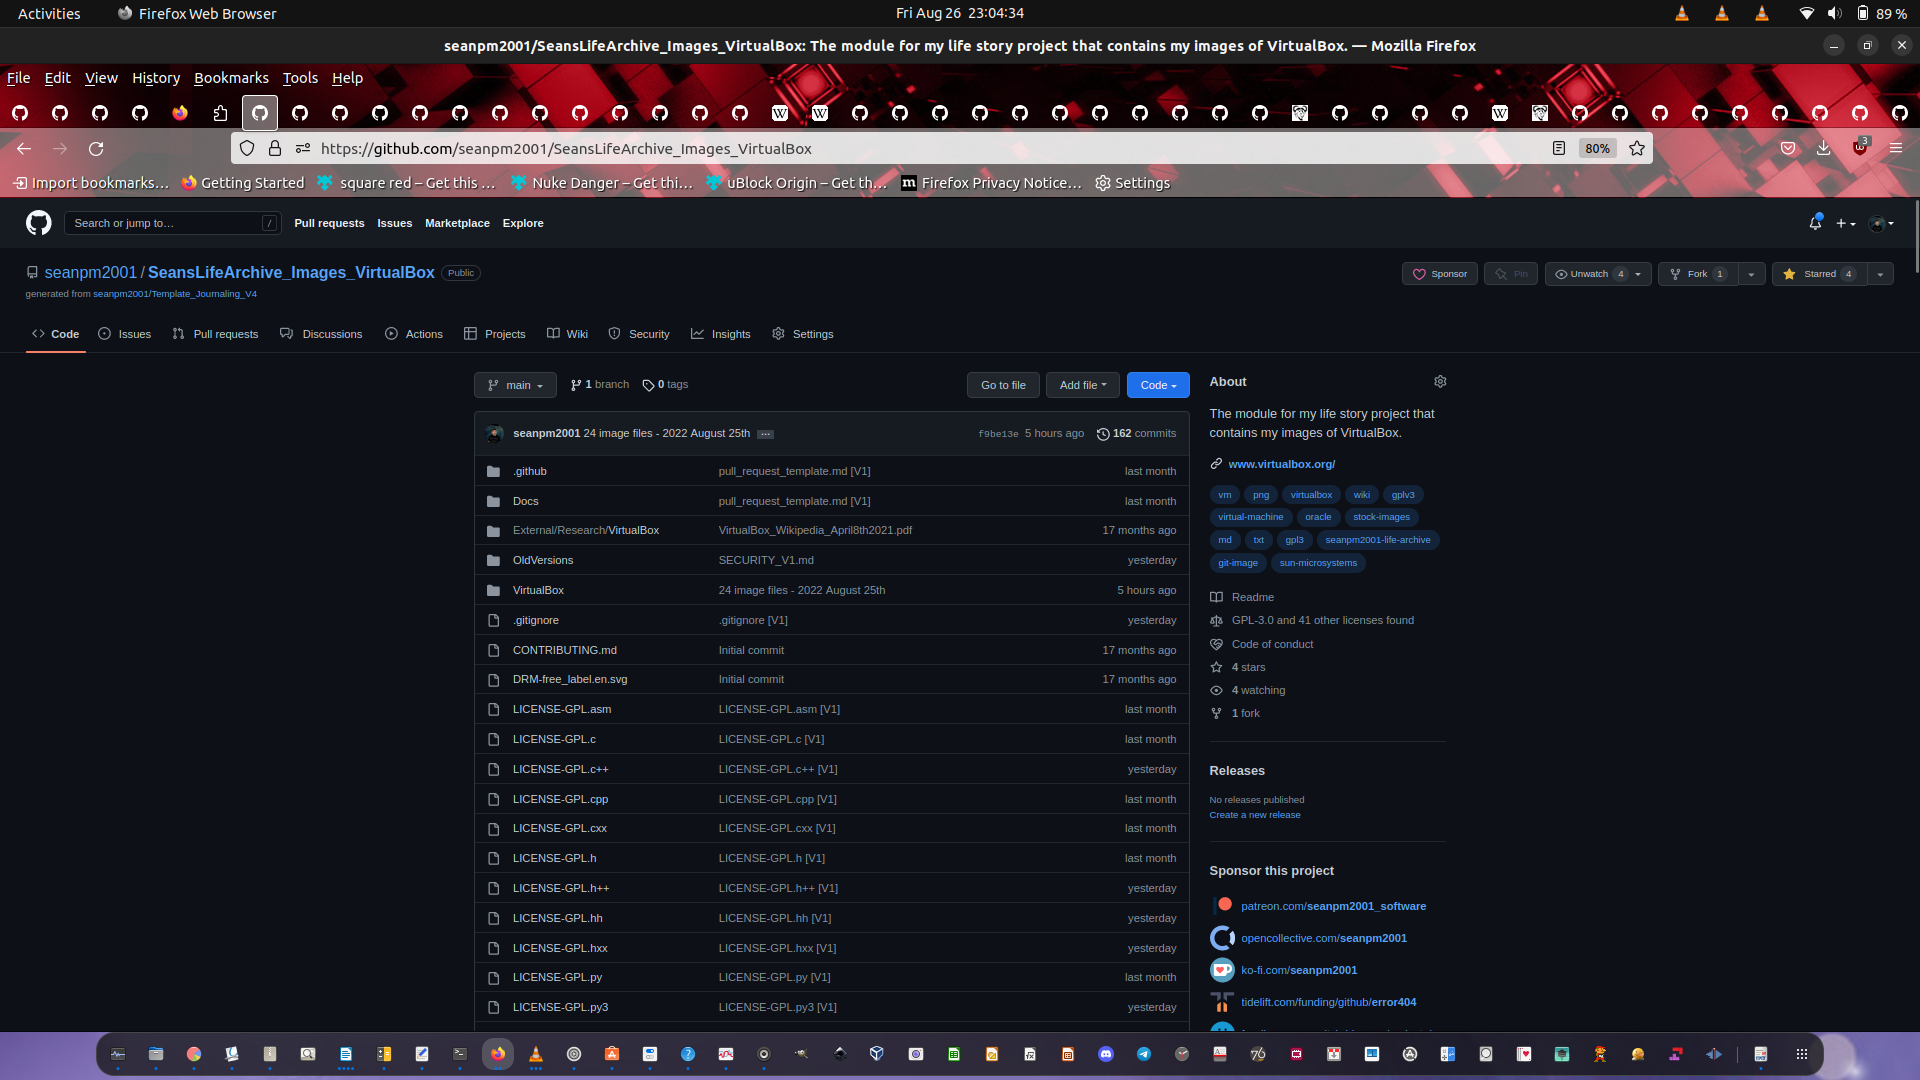 Activities
Firefox Web Browser
Fri Aug 26 23:04:34
89 %
seanpm2001/SeansLifeArchive_Images_VirtualBox: The module for my life story project that contains my images of VirtualBox. — Mozilla Firefox
File Edit View History Bookmarks Tools Help
https://github.com/seanpm2001/SeansLifeArchive_Images_VirtualBox
80%
3
Import bookmarks…
Getting Started
square red – Get this …
Nuke Danger – Get thi…
uBlock Origin – Get th…
Firefox Privacy Notice…
Settings
Search or jump to…
/
Pull requests Issues Marketplace Explore
seanpm2001 / SeansLifeArchive_Images_VirtualBox Public
generated from seanpm2001/Template_Journaling_V4
Sponsor
Pin
Unwatch 4
Fork 1
Starred 4
Code
Issues
Pull requests
Discussions
Actions
Projects
Wiki
Security
Insights
Settings
main
1 branch
0 tags
Go to file
Add file
Code
seanpm2001 24 image files - 2022 August 25th
f9be13e 5 hours ago
162 commits
.github pull_request_template.md [V1] last month
Docs pull_request_template.md [V1] last month
External/Research/VirtualBox VirtualBox_Wikipedia_April8th2021.pdf 17 months ago
OldVersions SECURITY_V1.md yesterday
VirtualBox 24 image files - 2022 August 25th 5 hours ago
.gitignore .gitignore [V1] yesterday
CONTRIBUTING.md Initial commit 17 months ago
DRM-free_label.en.svg Initial commit 17 months ago
LICENSE-GPL.asm LICENSE-GPL.asm [V1] last month
LICENSE-GPL.c LICENSE-GPL.c [V1] last month
LICENSE-GPL.c++ LICENSE-GPL.c++ [V1] yesterday
LICENSE-GPL.cpp LICENSE-GPL.cpp [V1] last month
LICENSE-GPL.cxx LICENSE-GPL.cxx [V1] last month
LICENSE-GPL.h LICENSE-GPL.h [V1] last month
LICENSE-GPL.h++ LICENSE-GPL.h++ [V1] yesterday
LICENSE-GPL.hh LICENSE-GPL.hh [V1] yesterday
LICENSE-GPL.hxx LICENSE-GPL.hxx [V1] yesterday
LICENSE-GPL.py LICENSE-GPL.py [V1] last month
LICENSE-GPL.py3 LICENSE-GPL.py3 [V1] yesterday
About
The module for my life story project that
contains my images of VirtualBox.
www.virtualbox.org/
vm png virtualbox wiki gplv3
virtual-machine oracle stock-images
md txt gpl3 seanpm2001-life-archive
git-image sun-microsystems
Readme
GPL-3.0 and 41 other licenses found
Code of conduct
4 stars
4 watching
1 fork
Releases
No releases published
Create a new release
Sponsor this project
patreon.com/seanpm2001_software
opencollective.com/seanpm2001
ko-fi.com/seanpm2001
tidelift.com/funding/github/error404